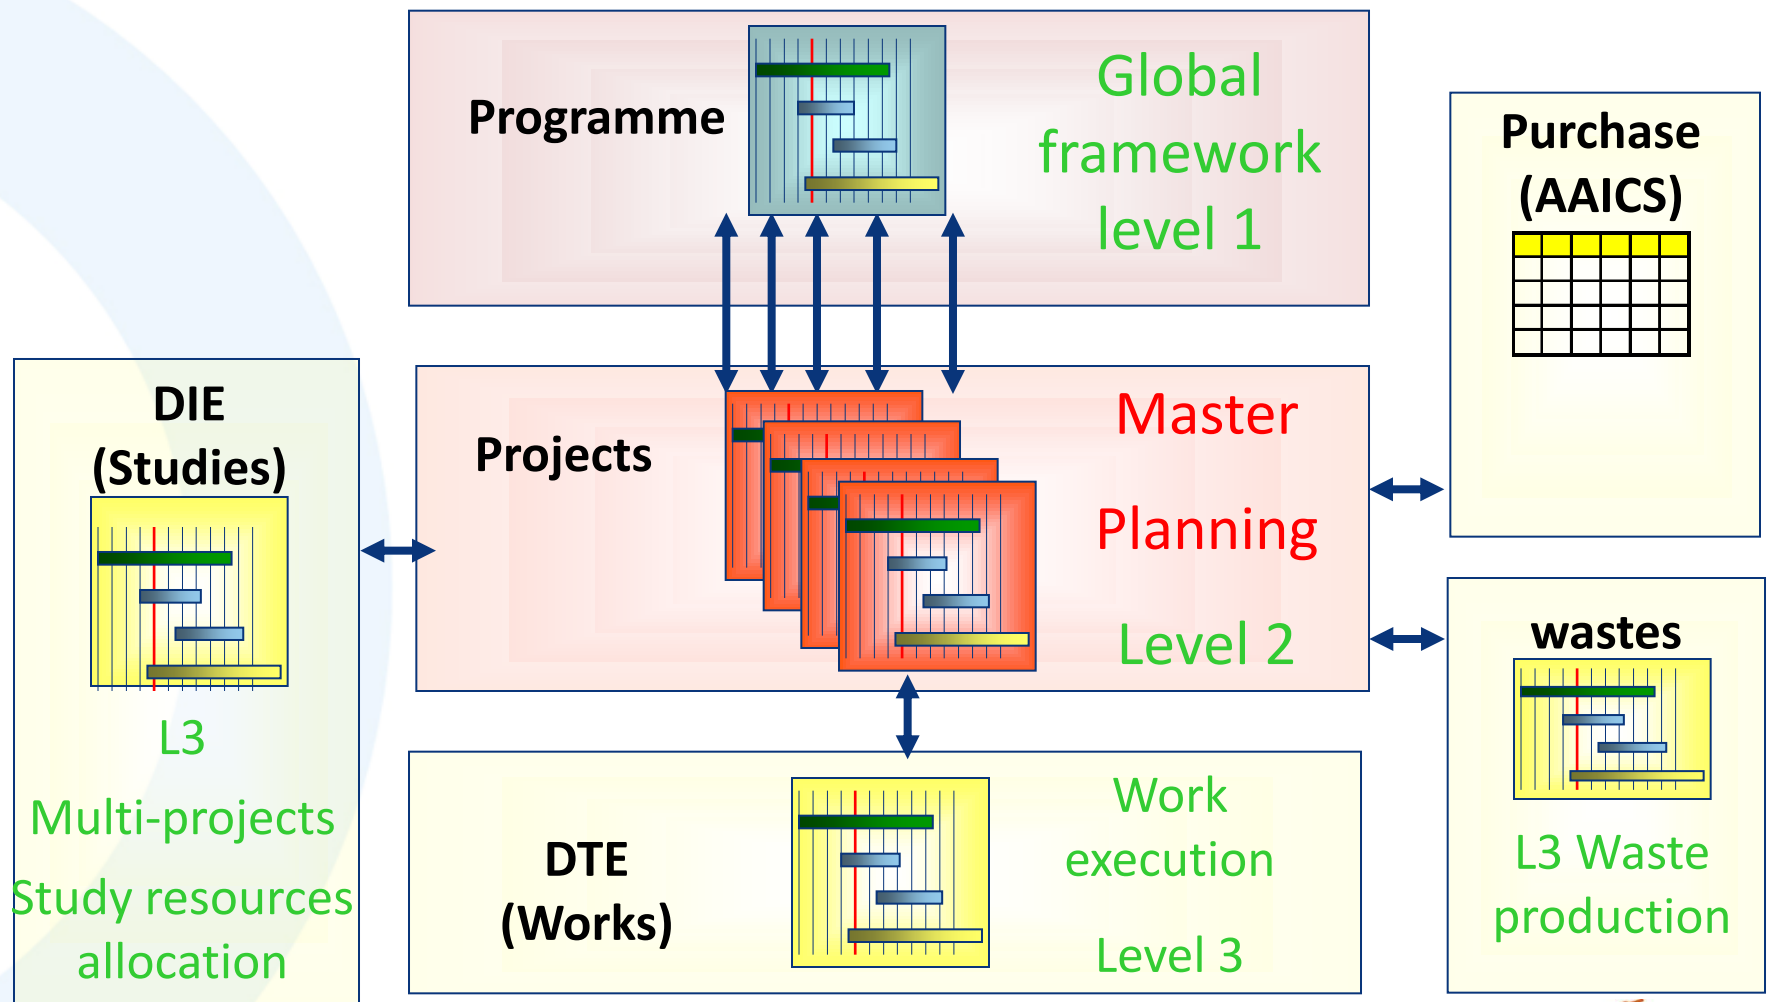 Programme
Global
framework
level 1
Purchase
(AAICS)
DIE
(Studies)
L3
Multi-projects
Study resources
allocation
Projects
Master
Planning
Level 2
wastes
L3 Waste
production
DTE
(Works)
Work
execution
Level 3